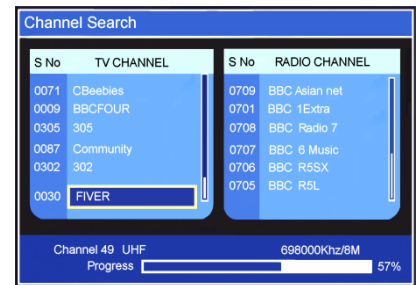 Channel Search
S No TV CHANNEL
0071 CBeebies
0009 BBCFOUR
0305 305
0087 Community
0302 302
0030 FIVER
S No RADIO CHANNEL
0709 BBC Asian net
0701 BBC 1Extra
0708 BBC Radio 7
0707 BBC 6 Music
0706 BBC R5SX
0705 BBC R5L
Channel 49 UHF 698000Khz/8M
Progress 57%